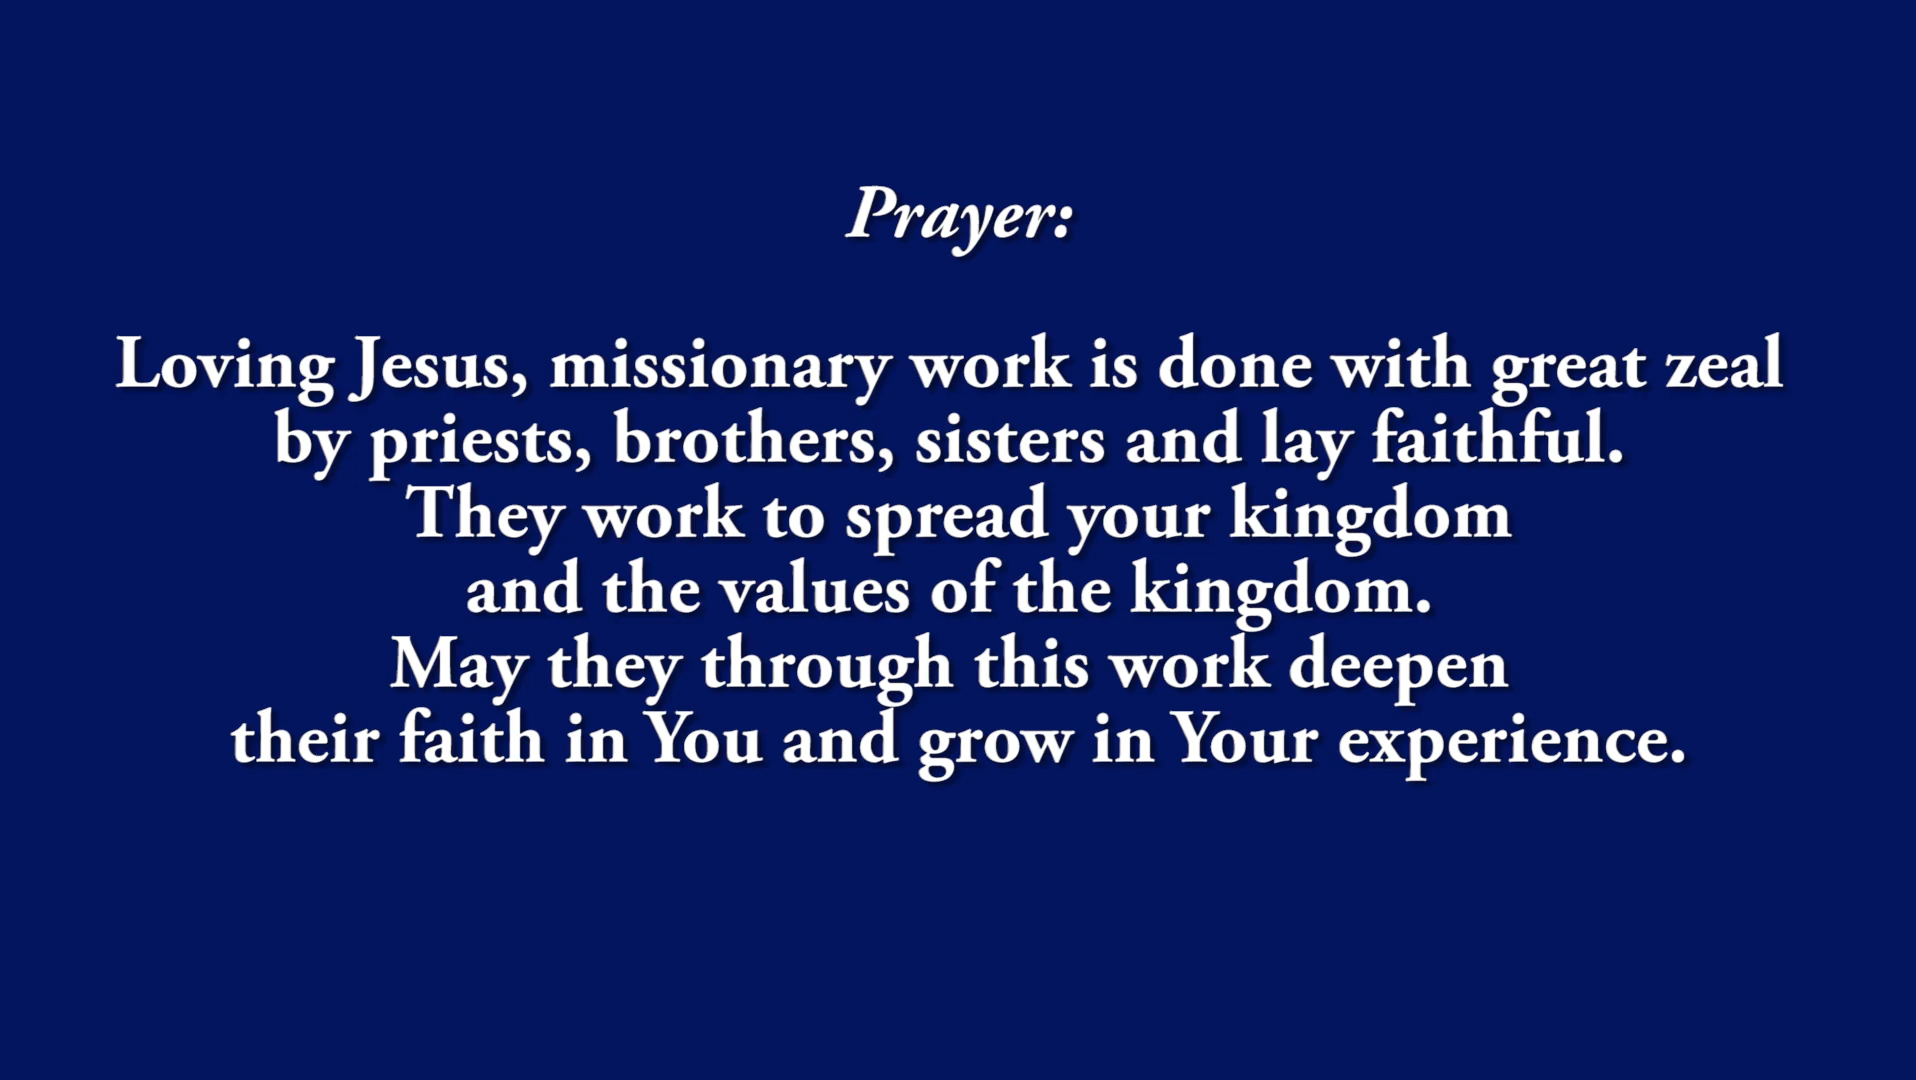 Prayer:
Loving Jesus, missionary work is done with great zeal
by priests, brothers, sisters and lay faithful.
They work to spread your kingdom
and the values of the kingdom.
May they through this work deepen
their faith in You and grow in Your experience.